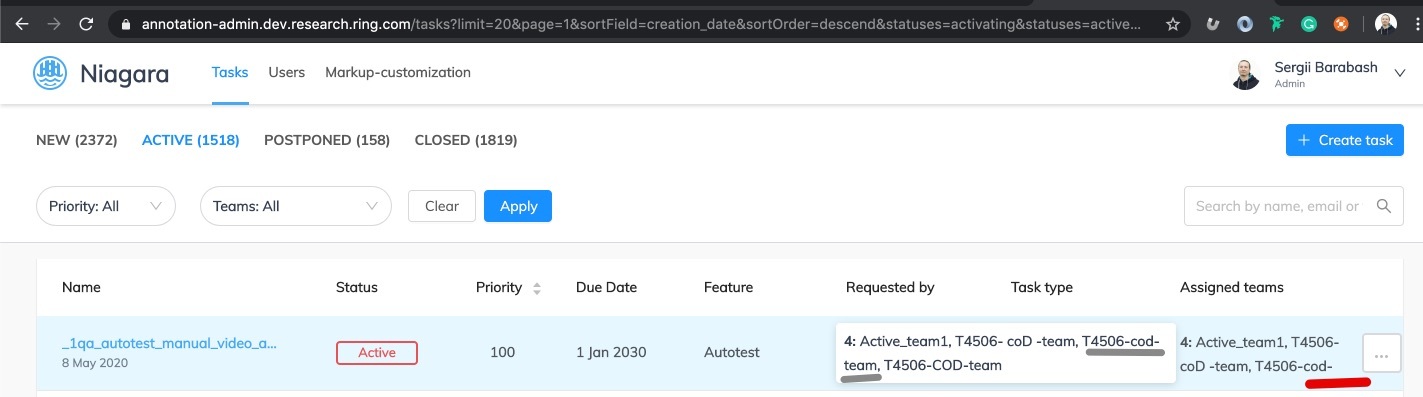 annotation-admin.dev.research.ring.com/tasks?limit=20&page=1&sortField=creation_date&sortOrder=descend&statuses=activating&statuses=active...
Niagara
Tasks Users Markup-customization
Sergii Barabash
Admin
NEW (2372) ACTIVE (1518) POSTPONED (158) CLOSED (1819)
+ Create task
Priority: All Teams: All Clear Apply Search by name, email or
Name Status Priority Due Date Feature Requested by Task type Assigned teams
_1qa_autotest_manual_video_a...
8 May 2020
Active 100 1 Jan 2030 Autotest
4: Active_team1, T4506- coD -team, T4506-cod-
team, T4506-COD-team
4: Active_team1, T4506-
coD -team, T4506-cod-
...